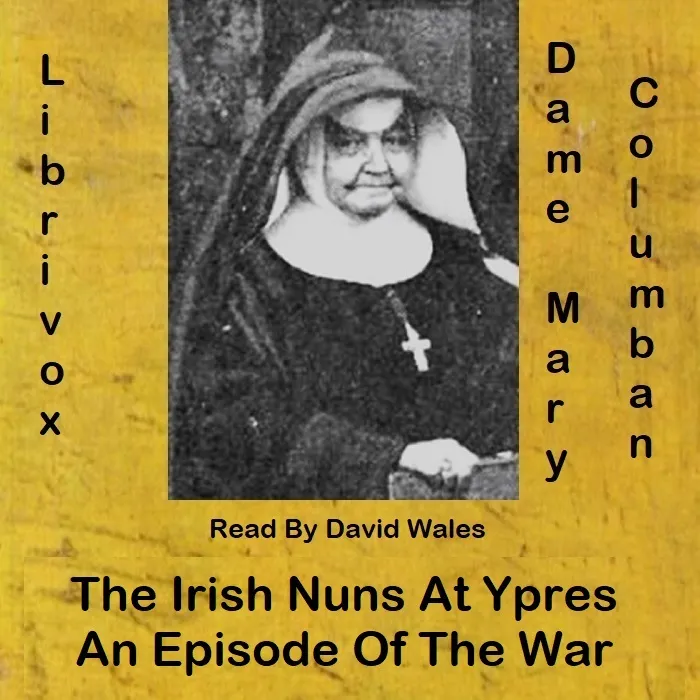 Librivox
Dame Mary
Columban
Read By David Wales
The Irish Nuns At Ypres
An Episode Of The War